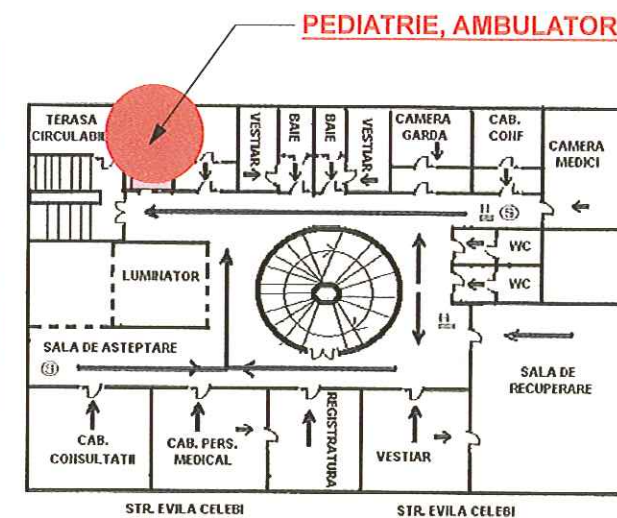 PEDIATRIE, AMBULATOR
TERASA
CIRCULABIL
VESTIAR
BAIE
BAIE
VESTIAR
CAMERA
GARDA
CAB.
CONF
CAMERA
MEDICI
WC
WC
LUMINATOR
SALA DE ASTEPTARE
SALA DE
RECUPERARE
CAB.
CONSULTATII
CAB. PERS.
MEDICAL
REGISTRATURA
VESTIAR
STR. EVILA CELEBI
STR. EVILA CELEBI